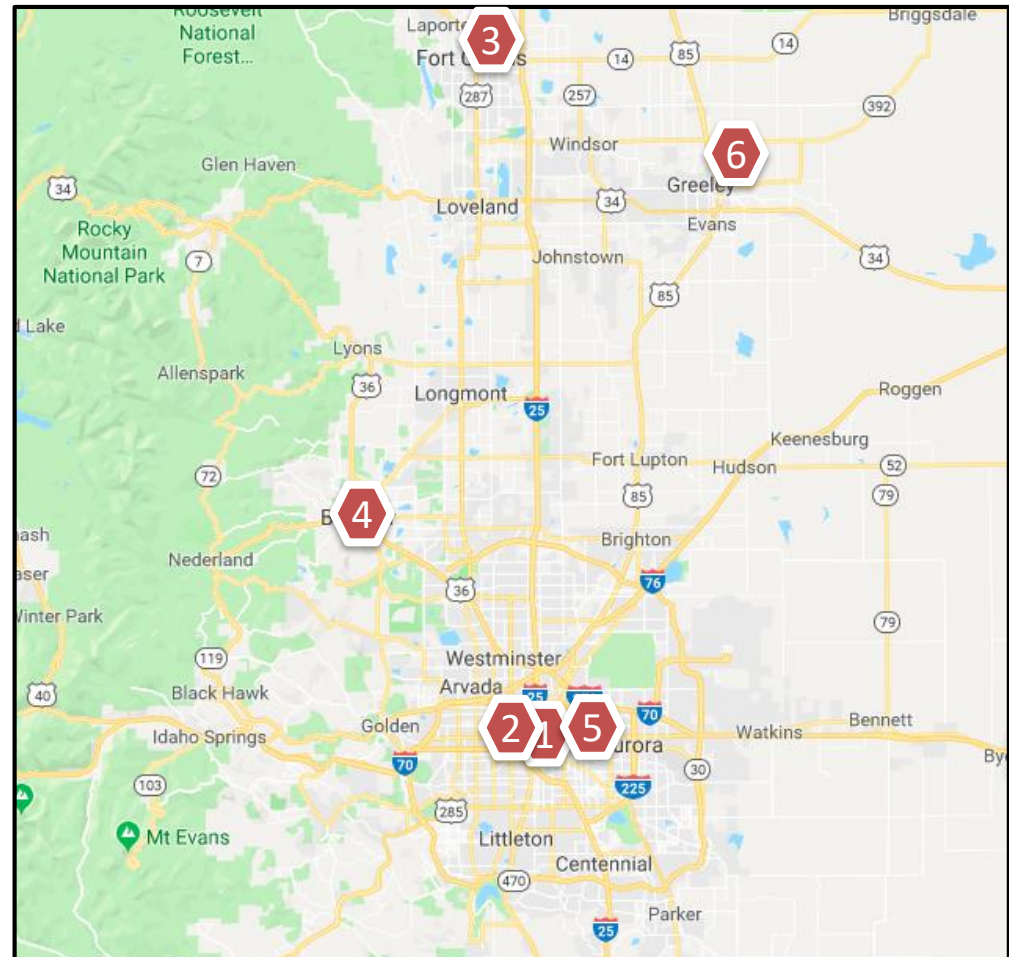 Roosevelt
National
Forest...
Laporte
3
Fort
14
85
14
Briggsdale
287
257
392
Windsor
6
Glen Haven
34
Greeley
Loveland
34
Evans
Rocky
Mountain
National Park
7
Johnstown
34
85
Lake
Lyons
Allenspark
36
Longmont
25
Roggen
Keenesburg
Fort Lupton
Hudson
52
72
85
79
4
Nederland
Brighton
76
36
Winter Park
79
119
Westminster
40
Black Hawk
Arvada
25
70
Golden
2
1
5
Bennett
Idaho Springs
Watkins
70
30
103
225
285
Mt Evans
Littleton
Centennial
470
Parker
25